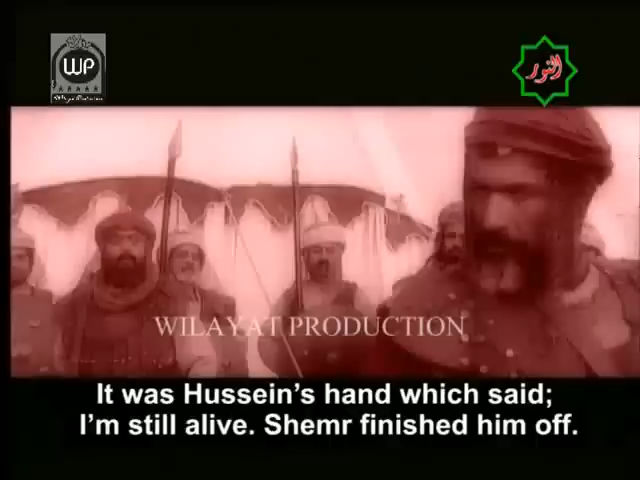 WP
النور
WILAYAT PRODUCTION
It was Hussein's hand which said;
I'm still alive. Shemr finished him off.